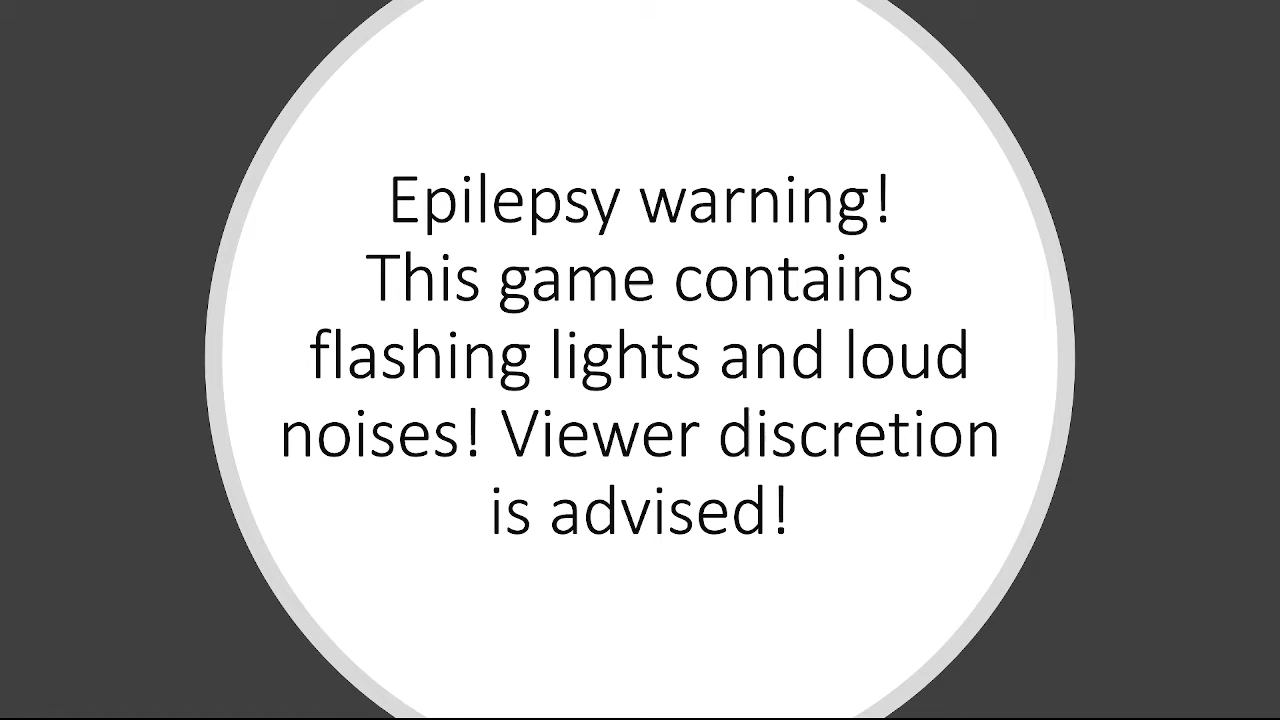 Epilepsy warning!
This game contains
flashing lights and loud
noises! Viewer discretion
is advised!